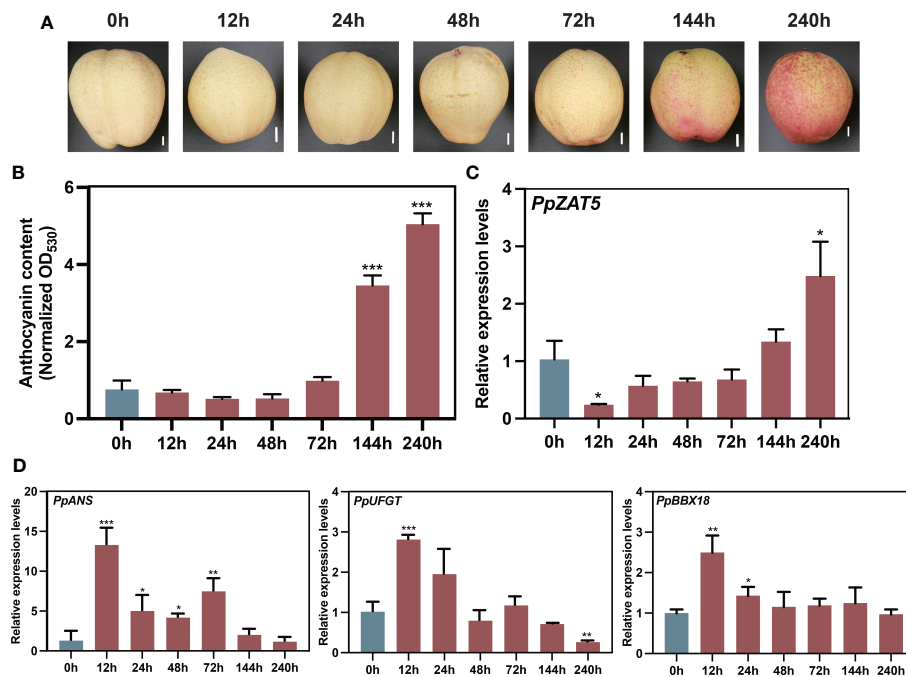 A
0h 12h 24h 48h 72h 144h 240h
B
Anthocyanin content
(Normalized OD530)
6
4
2
0
***
***
0h 12h 24h 48h 72h 144h 240h
C
PpZAT5
Relative expression levels
4
3
2
1
0
*
*
0h 12h 24h 48h 72h 144h 240h
D
PpANS
Relative expression levels
20
15
10
5
0
***
*
*
**
0h 12h 24h 48h 72h 144h 240h
PpUFGT
Relative expression levels
4
3
2
1
0
***
**
0h 12h 24h 48h 72h 144h 240h
PpBBX18
Relative expression levels
4
3
2
1
0
**
*
0h 12h 24h 48h 72h 144h 240h